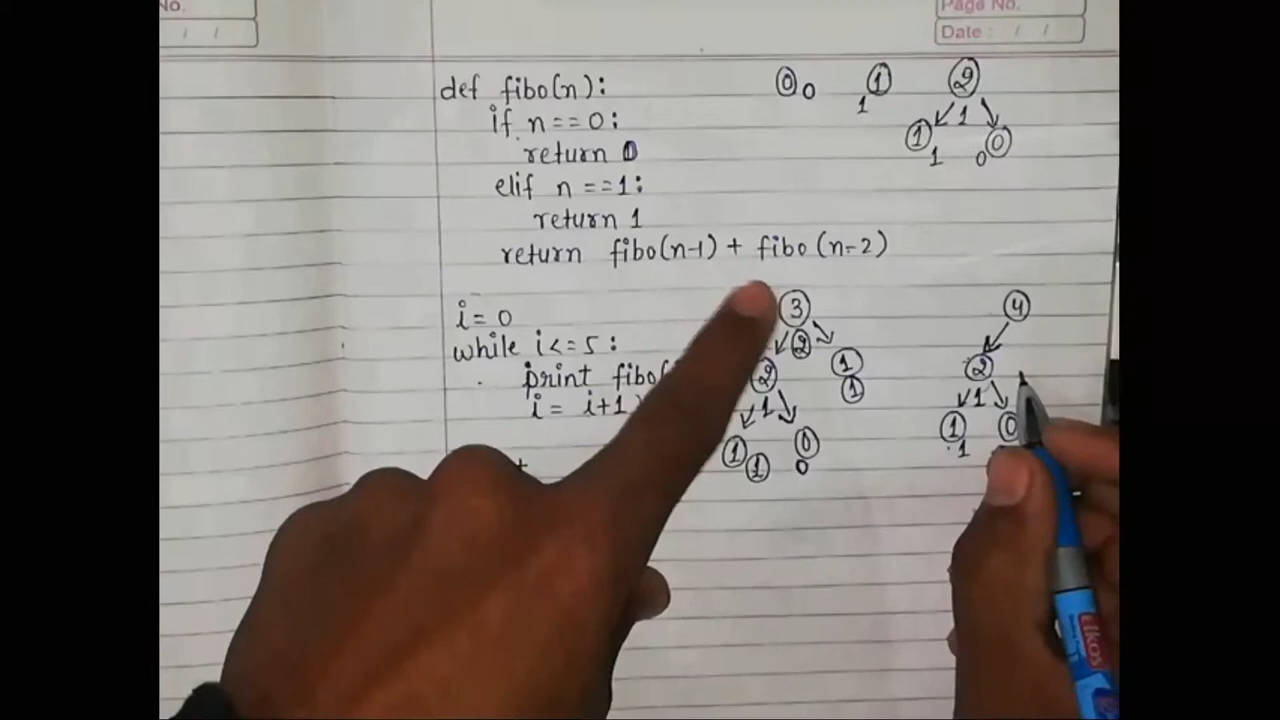 No.
/ /
Page No.
Date : / /
def fibo(n):
if n==0:
return 0
elif n==1:
return 1
return fibo(n-1) + fibo(n-2)
i=0
while i<=5:
print fibo(
i= i+1
0 0
1
1
2
1
1 0
1 0
3
2
2 1
1
1
1 0
1 0
4
2
1
1 0
1
elkos